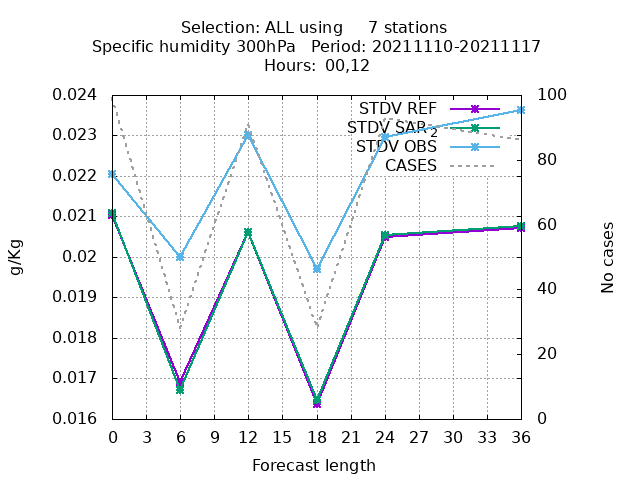 Selection: ALL using 7 stations
Specific humidity 300hPa Period: 20211110-20211117
Hours: 00,12
0.024
0.023
0.022
0.021
0.02
0.019
0.018
0.017
0.016
g/Kg
STDV REF
STDV SAR 2
STDV OBS
CASES
100
80
60
40
20
0
No cases
0 3 6 9 12 15 18 21 24 27 30 33 36
Forecast length